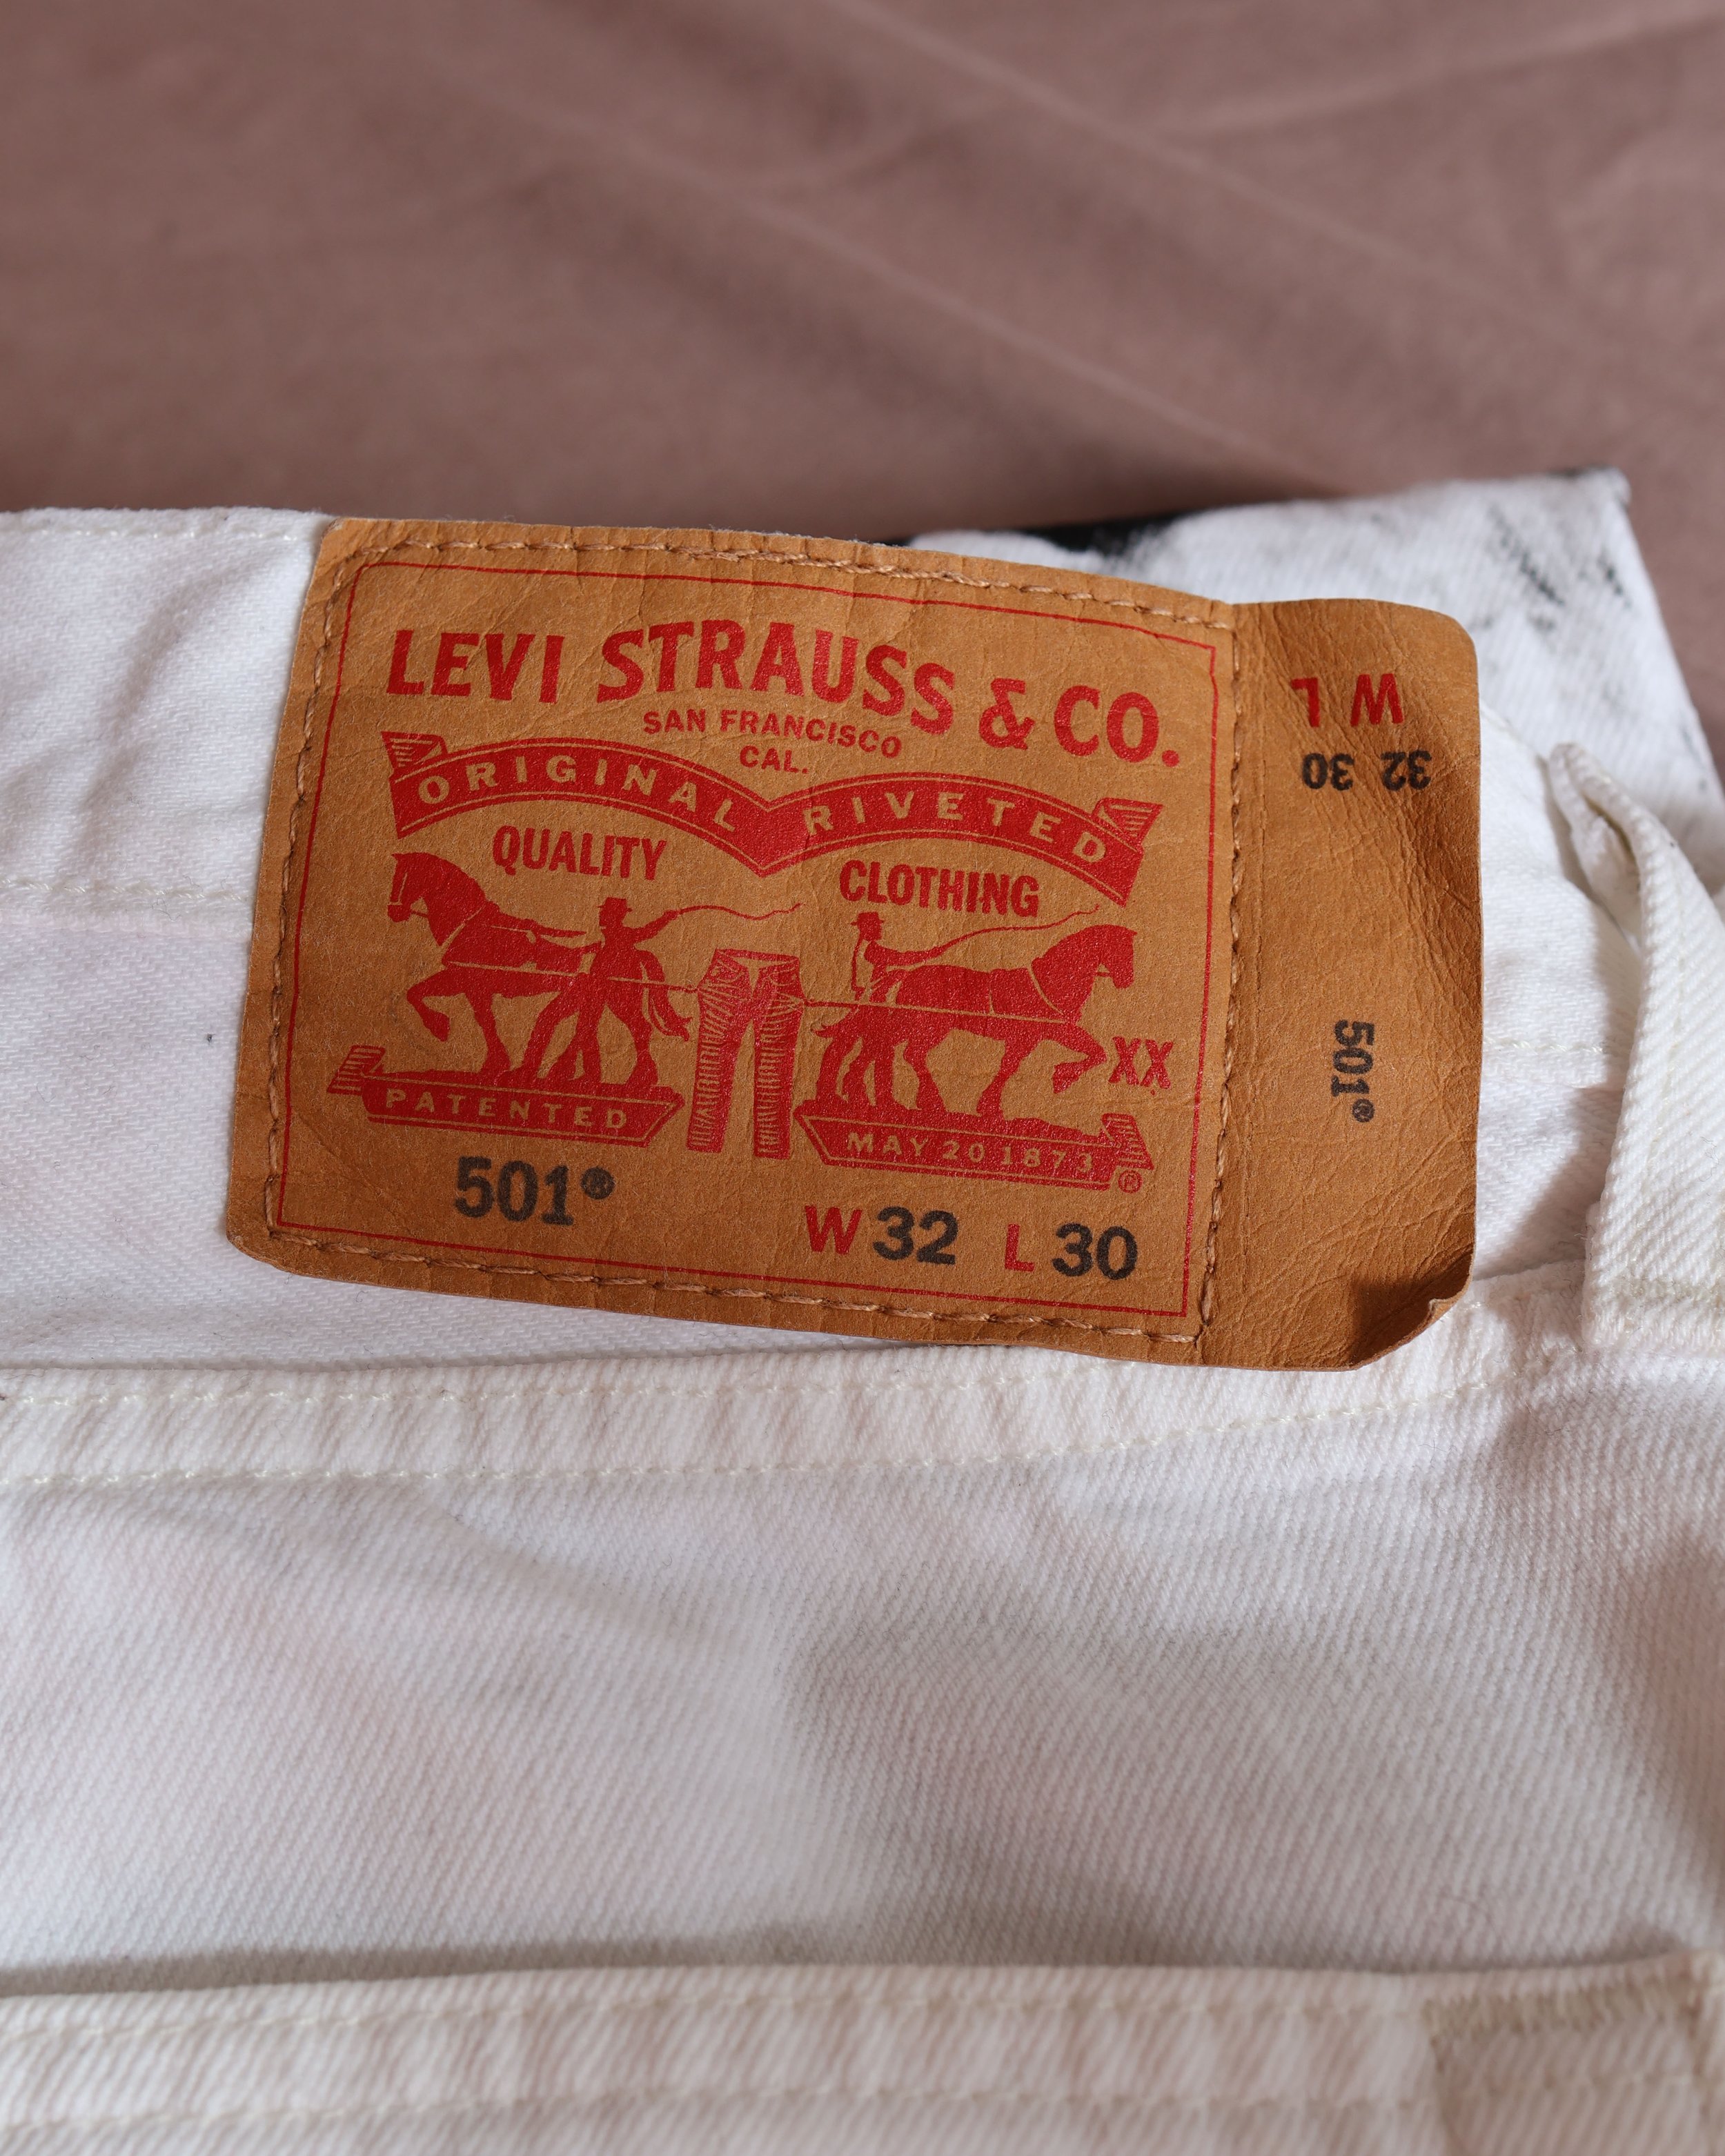 LEVI STRAUSS & CO.
SAN FRANCISCO
CAL.
ORIGINAL RIVETED
QUALITY CLOTHING
XX
PATENTED MAY 20 1873 ®
501® W 32 L 30
W L
32 30
501®